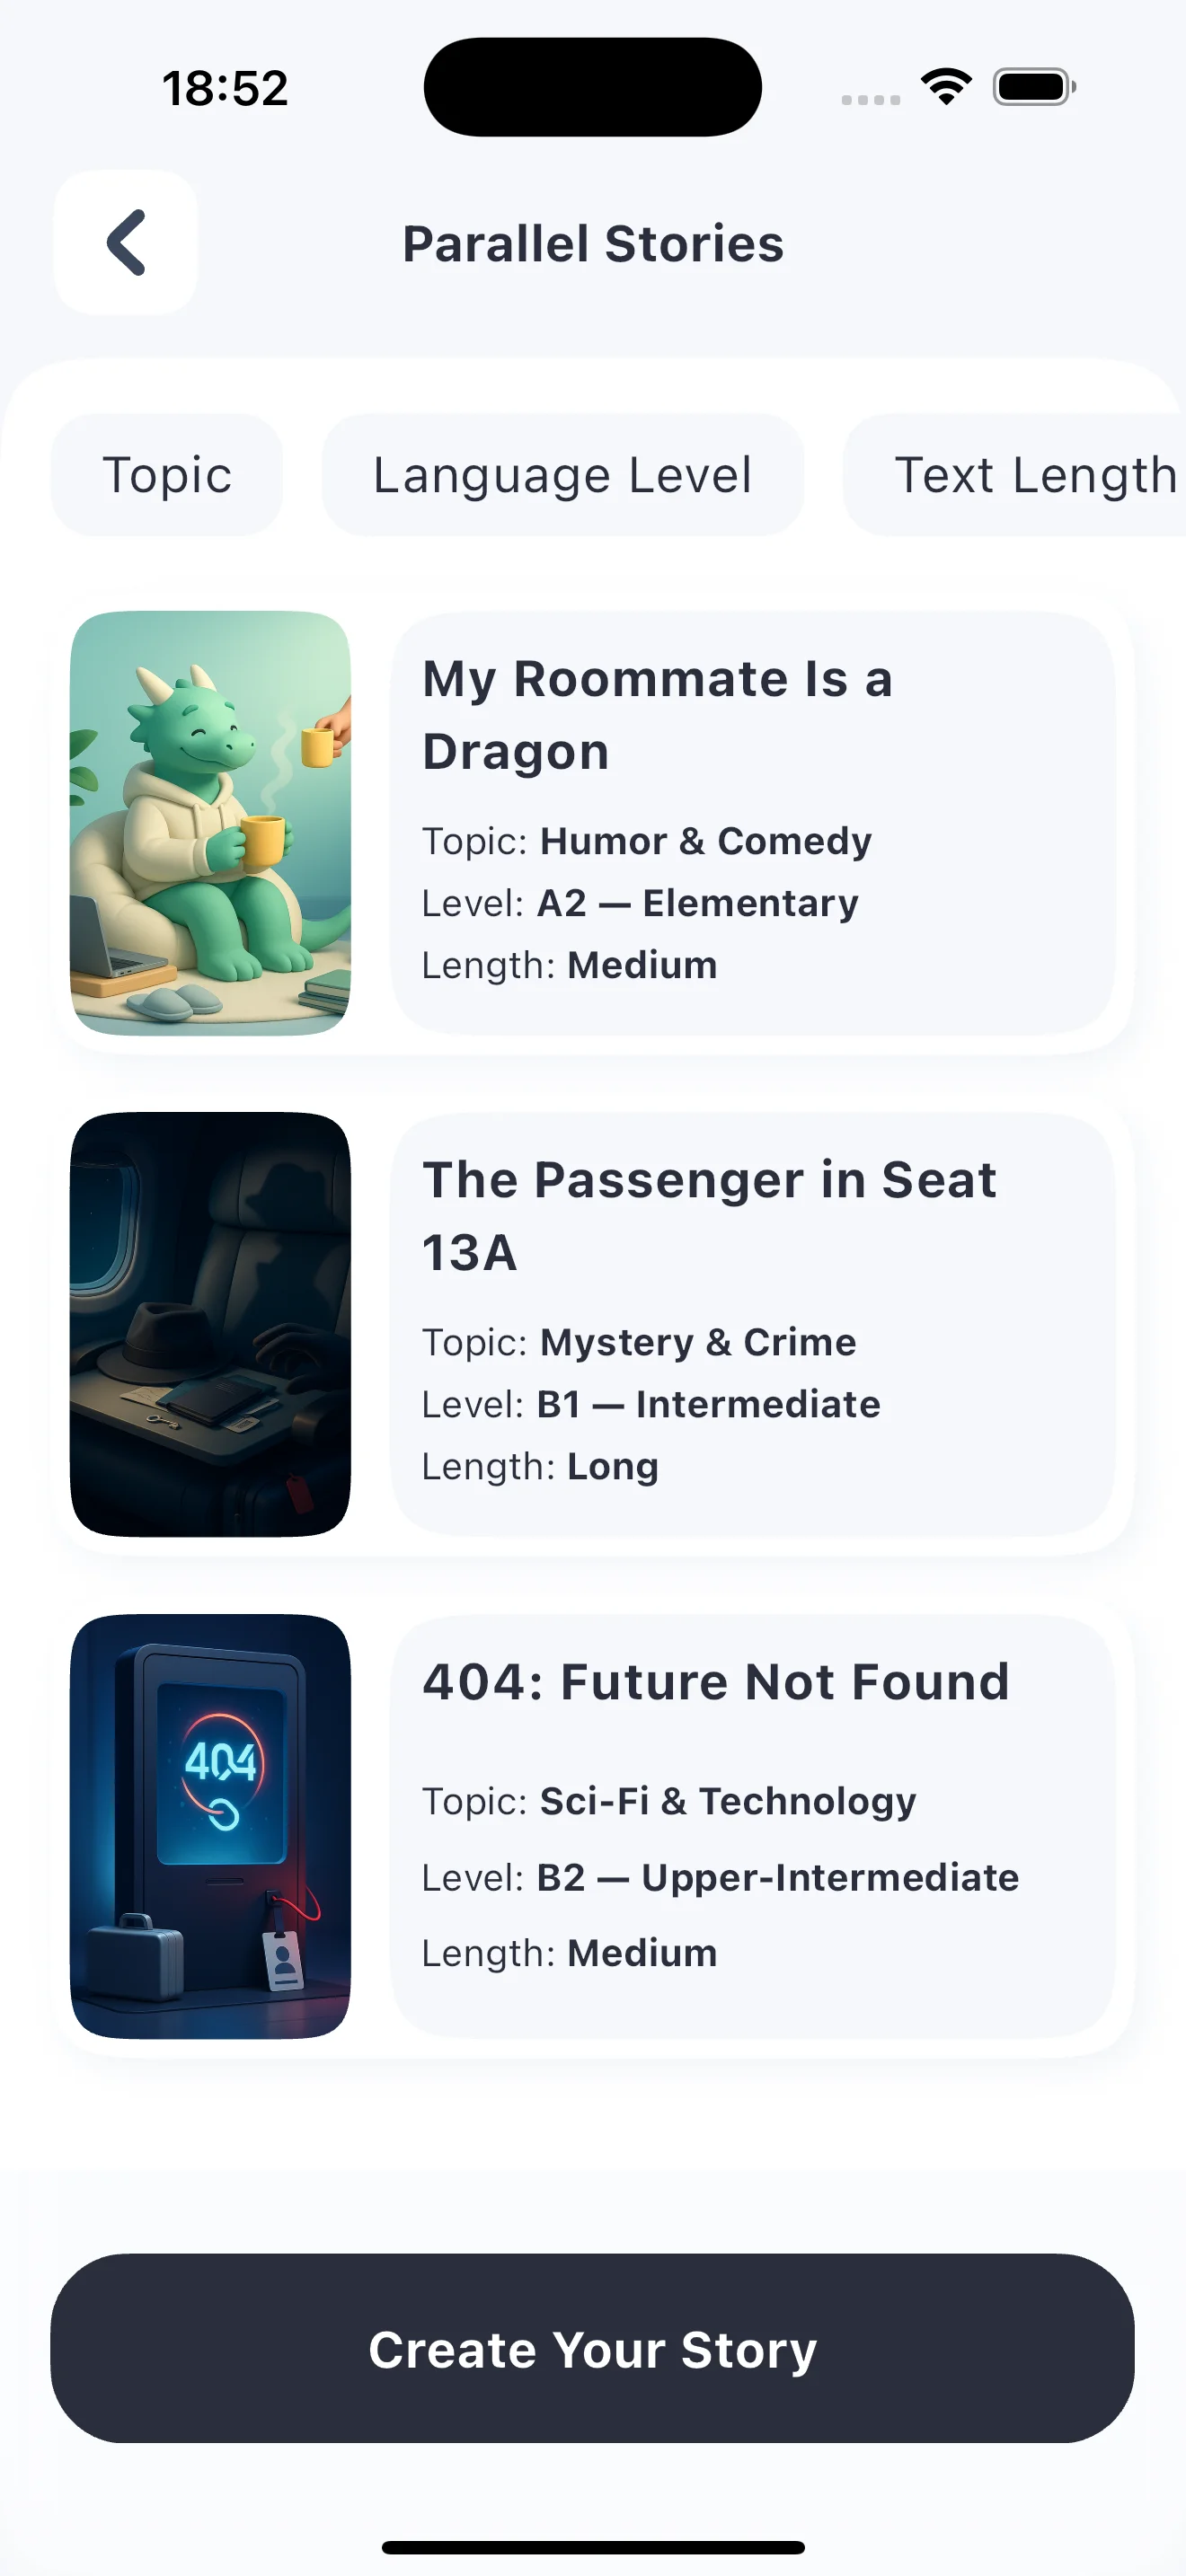 18:52
Parallel Stories
Topic
Language Level
Text Length
My Roommate Is a
Dragon
Topic: Humor & Comedy
Level: A2 — Elementary
Length: Medium
The Passenger in Seat
13A
Topic: Mystery & Crime
Level: B1 — Intermediate
Length: Long
404
404: Future Not Found
Topic: Sci-Fi & Technology
Level: B2 — Upper-Intermediate
Length: Medium
Create Your Story